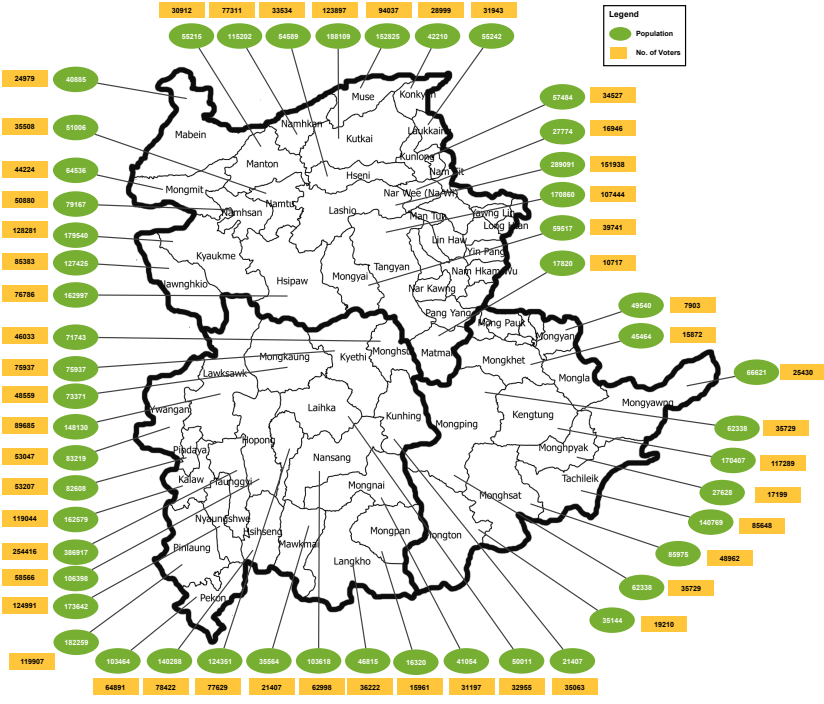 30912 77311 33534 123897 94037 28999 31943
Legend
Population
No. of Voters
55215 115202 54589 188109 152825 42210 55242
24979 40885
35508 51006
44224 64536
50880 79167
128281 179540
85383 127425
76786 162997
46033 71743
75937 75937
48559 73371
89685 148130
53047 83219
53207 82608
119044 162579
254416 386917
58566 106398
124991 173642
182259
119907
57484 34527
27774 16946
289091 151938
170860 107444
59517 39741
17820 10717
49540 7903
45464 15872
66621 25430
62338 35729
170407 117289
27628 17199
140769 85648
85975 48962
62338 35729
35144 19210
103464 140288 124351 35564 103618 46815 16320 41054 50011 21407
64891 78422 77629 21407 62998 36222 15961 31197 32955 35063
Muse
Konkyan
Mabein
Namhkan
Kutkai
Laukkaing
Manton
Kunlong
Hseni
Nam Tit
Mongmit
Nar Wee (Na Wi)
Namtu
Namhsan
Lashio
Man Tun
Yawng Lin
Long Htan
Lin Haw
Kyaukme
Yin Pang
Tangyan
Nam Hkam Wu
Nawnghkio
Hsipaw
Mongyai
Nar Kawng
Pang Yang
Mong Pauk
Mongyang
Matman
Mongkaung
Kyethi
Monghsu
Mongkhet
Lawksawk
Mongla
Mongyawng
Ywangan
Laihka
Kunhing
Mongping
Kengtung
Hopong
Pindaya
Nansang
Monghpyak
Kalaw
Taunggyi
Mongnai
Monghsat
Tachileik
Nyaungshwe
Hsihseng
Mongpan
Mongton
Pinlaung
Mawkmai
Langkho
Pekon